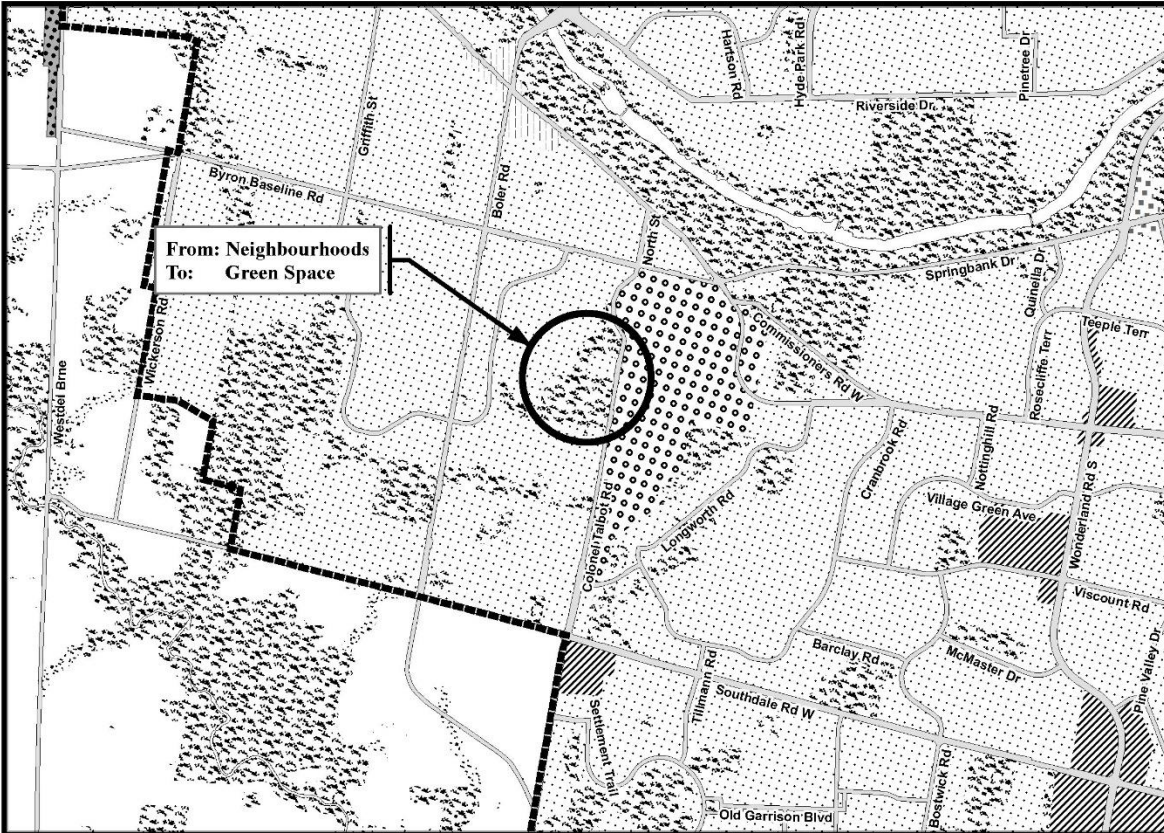 Hartson Rd
Hyde Park Rd
Pinetree Dr
Riverside Dr
Griffith St
Boler Rd
Byron Baseline Rd
North St
From: Neighbourhoods
To: Green Space
Springbank Dr
Quinella Dr
Wickerson Rd
Commissioners Rd W
Teeple Terr
Rosecliffe Terr
Westdel Brne
Cranbrook Rd
Nottinghill Rd
Village Green Ave
Wonderland Rd S
Longworth Rd
Colonel Talbot Rd
Viscount Rd
Barclay Rd
McMaster Dr
Pine Valley Dr
Tillmann Rd
Southdale Rd W
Settlement Trail
Bostwick Rd
Old Garrison Blvd